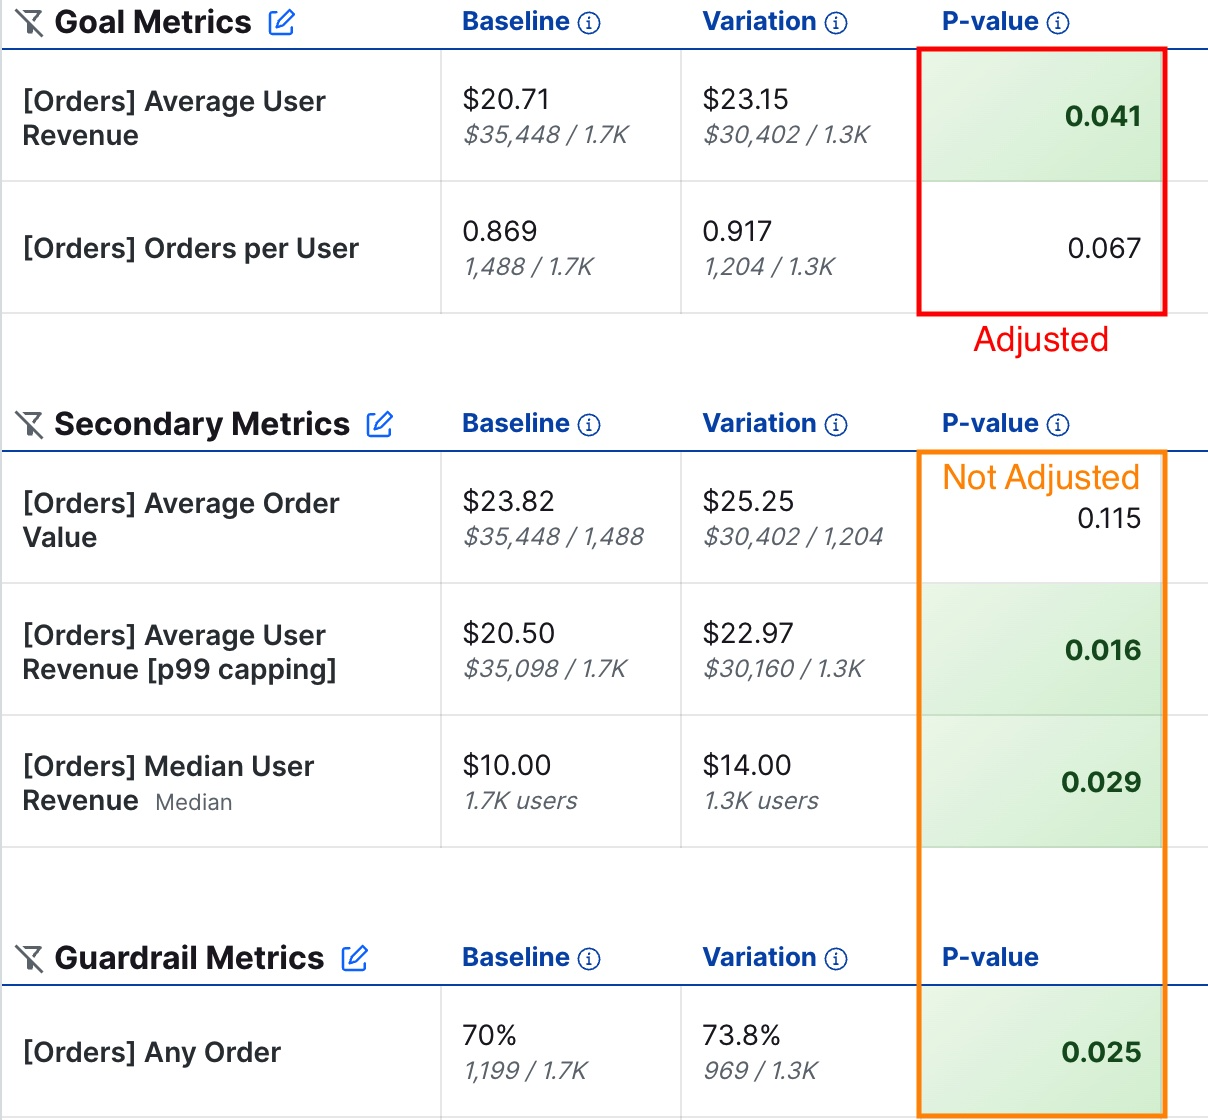 Goal Metrics Baseline Variation P-value
[Orders] Average User Revenue $20.71 $23.15 0.041
$35,448 / 1.7K $30,402 / 1.3K
[Orders] Orders per User 0.869 0.917 0.067
1,488 / 1.7K 1,204 / 1.3K
Adjusted
Secondary Metrics Baseline Variation P-value
Not Adjusted
[Orders] Average Order Value $23.82 $25.25 0.115
$35,448 / 1,488 $30,402 / 1,204
[Orders] Average User Revenue [p99 capping] $20.50 $22.97 0.016
$35,098 / 1.7K $30,160 / 1.3K
[Orders] Median User Revenue Median $10.00 $14.00 0.029
1.7K users 1.3K users
Guardrail Metrics Baseline Variation P-value
[Orders] Any Order 70% 73.8% 0.025
1,199 / 1.7K 969 / 1.3K